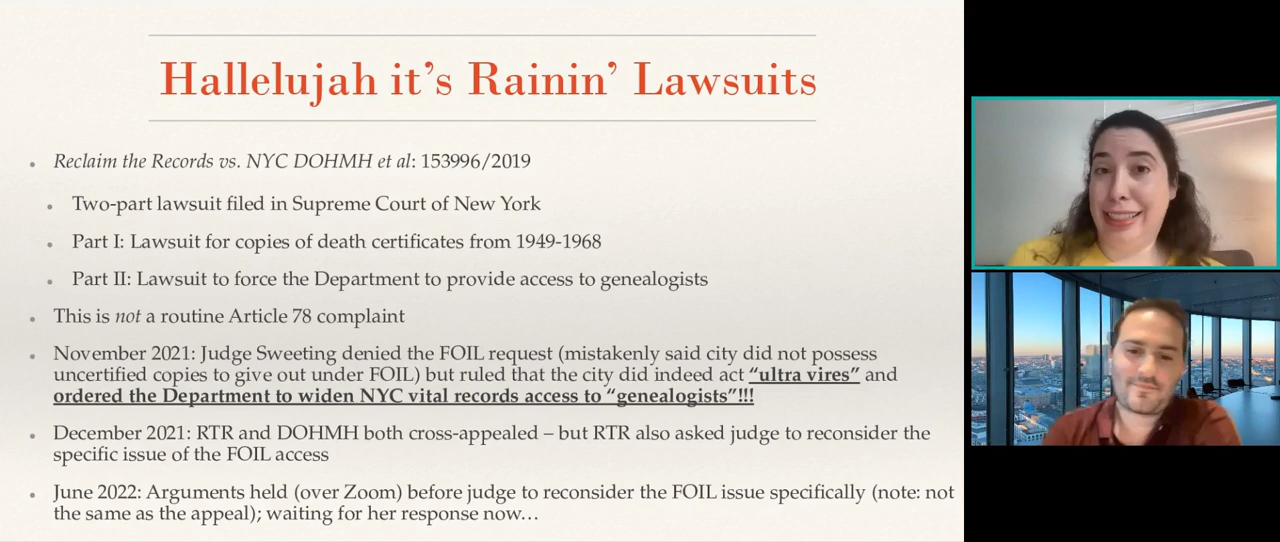 Hallelujah it’s Rainin’ Lawsuits
Reclaim the Records vs. NYC DOHMH et al: 153996/2019
Two-part lawsuit filed in Supreme Court of New York
Part I: Lawsuit for copies of death certificates from 1949-1968
Part II: Lawsuit to force the Department to provide access to genealogists
This is not a routine Article 78 complaint
November 2021: Judge Sweeting denied the FOIL request (mistakenly said city did not possess
uncertified copies to give out under FOIL) but ruled that the city did indeed act “ultra vires” and
ordered the Department to widen NYC vital records access to “genealogists”!!!
December 2021: RTR and DOHMH both cross-appealed – but RTR also asked judge to reconsider the
specific issue of the FOIL access
June 2022: Arguments held (over Zoom) before judge to reconsider the FOIL issue specifically (note: not
the same as the appeal); waiting for her response now…